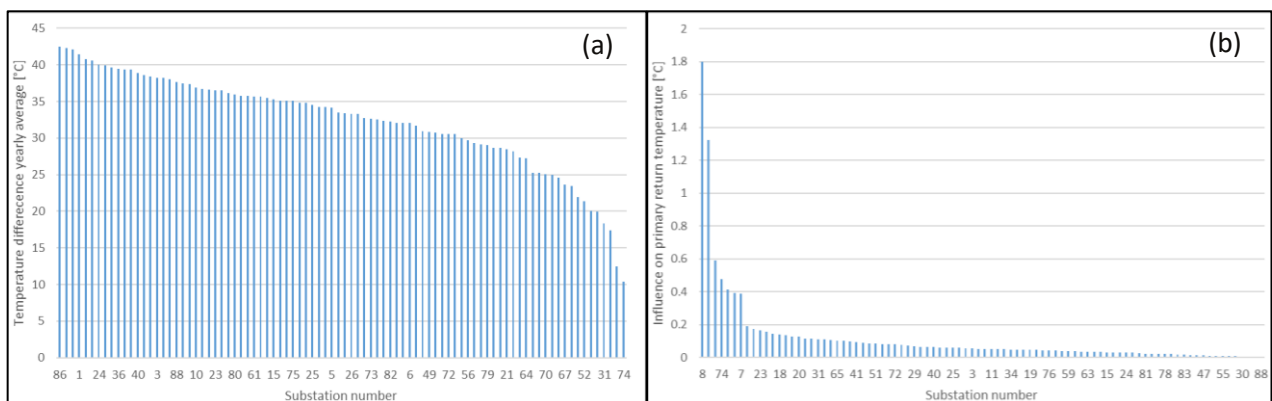 (a)
Temperature differecence yearly average [°C]
45
40
35
30
25
20
15
10
5
0
86 1 24 36 40 3 88 10 23 80 61 15 75 25 5 26 73 82 6 49 72 56 79 21 64 70 67 52 31 74
Substation number
(b)
Influence on primary return temperature [°C]
2
1.8
1.6
1.4
1.2
1
0.8
0.6
0.4
0.2
0
8 74 7 23 18 20 31 65 41 51 72 29 40 25 3 11 34 19 76 59 63 15 24 81 78 83 47 55 30 88
Substation number